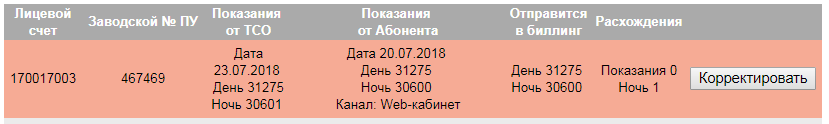 Лицевой счет
Заводской № ПУ
Показания от ТСО
Показания от Абонента
Отправится в биллинг
Расхождения
170017003
467469
Дата
23.07.2018
День 31275
Ночь 30601
Дата 20.07.2018
День 31275
Ночь 30600
Канал: Web-кабинет
День 31275
Ночь 30600
Показания 0
Ночь 1
Корректировать